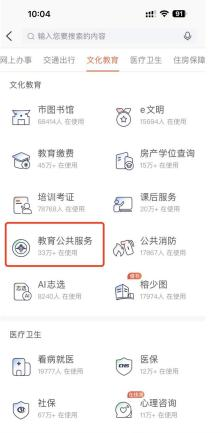 10:04
91
输入您要搜索的内容
网上办事 交通出行 文化教育 医疗卫生 住房保障
文化教育
市图书馆 e文明
68414人 在使用 15694人 在使用
教育缴费 房产学位查询
45万+ 在使用 15万+ 在使用
培训考证 课后服务
78768人 在使用 20万+ 在使用
教育公共服务 公共消防
33万+ 在使用 17867人 在使用
AI志选 榕少图
8240人 在使用 17974人 在使用
医疗卫生
看病就医 医保
19777人 在使用 12万+ 在使用
社保 心理咨询
67万+ 在使用 11万+ 在使用